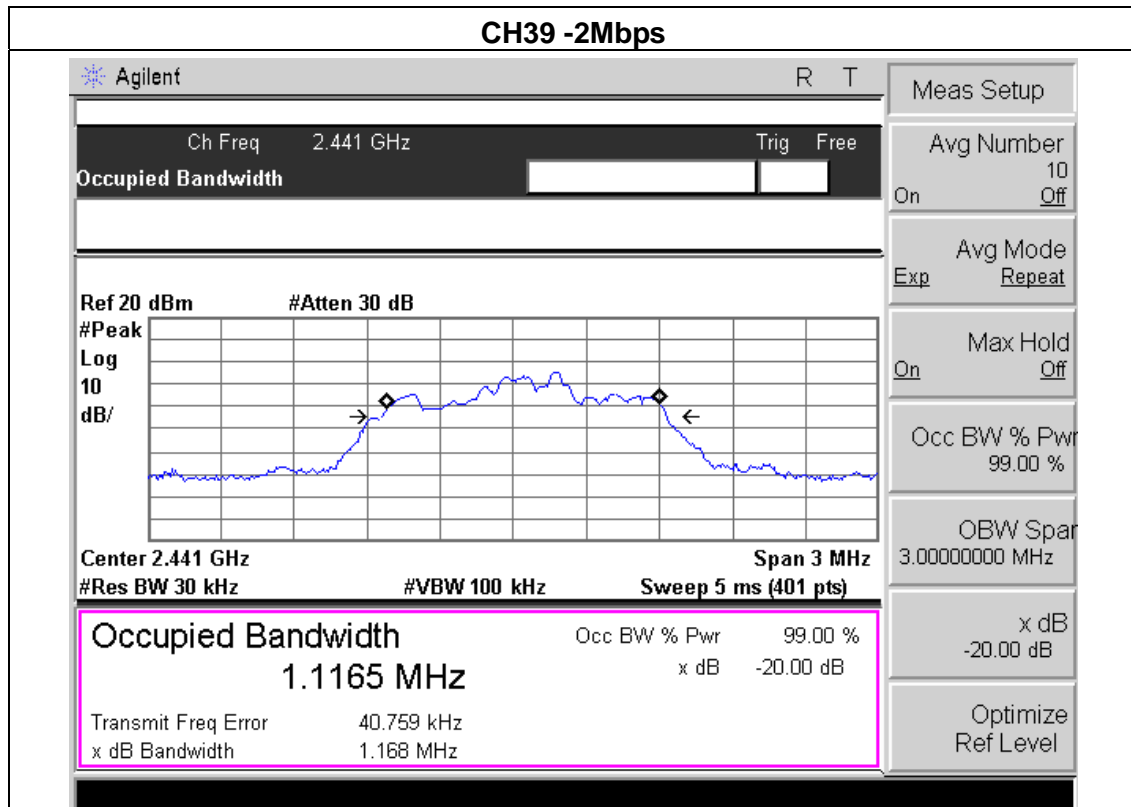 CH39 -2Mbps
Agilent R T
Ch Freq 2.441 GHz Trig Free
Occupied Bandwidth
Ref 20 dBm #Atten 30 dB
#Peak
Log
10
dB/
Center 2.441 GHz Span 3 MHz
#Res BW 30 kHz #VBW 100 kHz Sweep 5 ms (401 pts)
Occupied Bandwidth Occ BW % Pwr 99.00 %
1.1165 MHz x dB -20.00 dB
Transmit Freq Error 40.759 kHz
x dB Bandwidth 1.168 MHz
Meas Setup
Avg Number
10
On Off
Avg Mode
Exp Repeat
Max Hold
On Off
Occ BW % Pwr
99.00 %
OBW Spar
3.00000000 MHz
x dB
-20.00 dB
Optimize
Ref Level